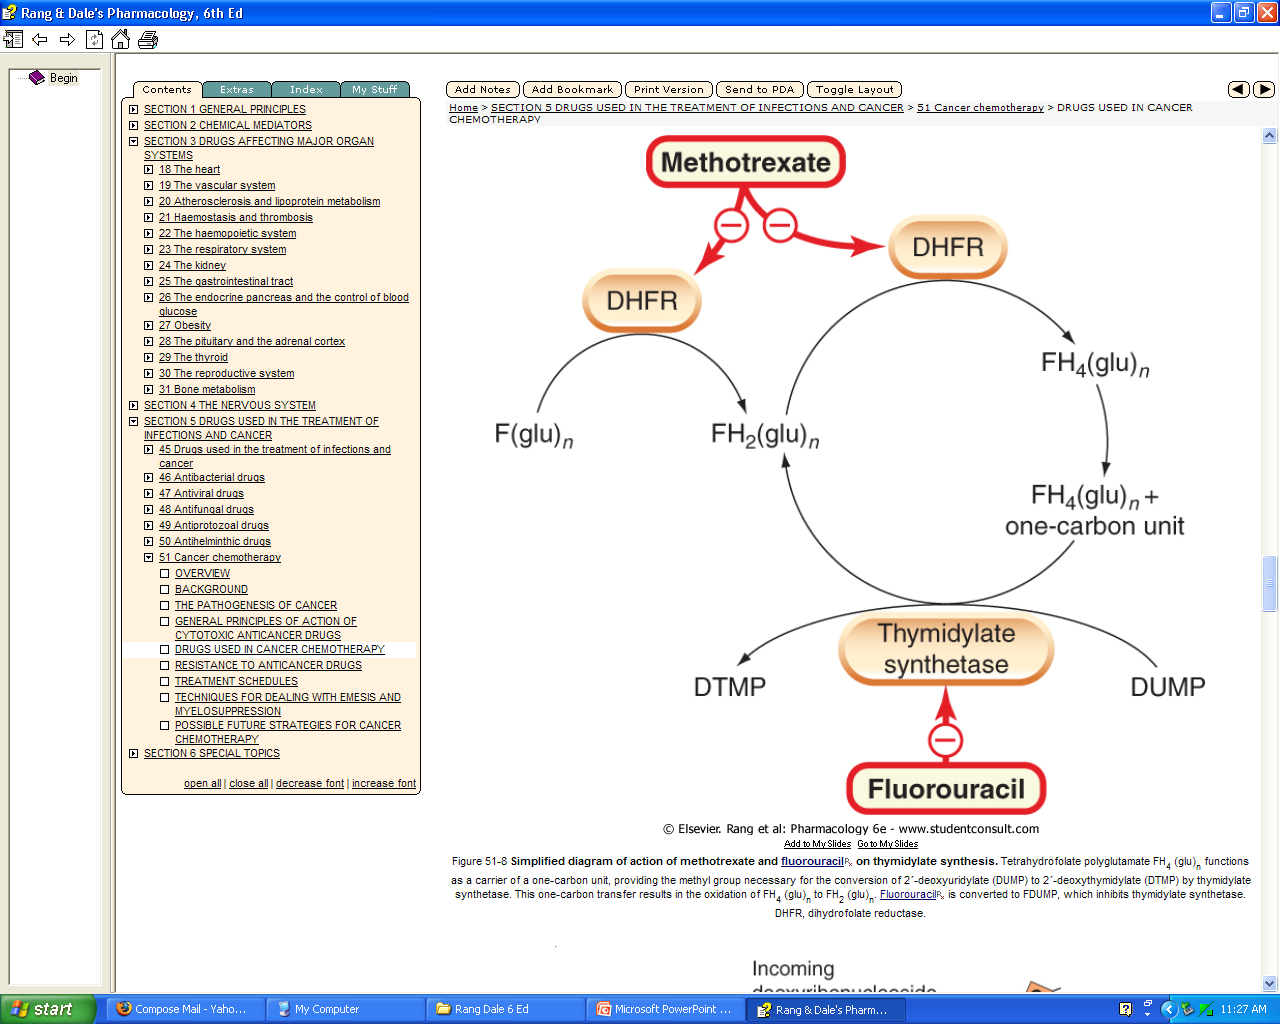 Rang & Dale's Pharmacology, 6th Ed
Begin
Contents
Extras
Index
My Stuff
SECTION 1 GENERAL PRINCIPLES
SECTION 2 CHEMICAL MEDIATORS
SECTION 3 DRUGS AFFECTING MAJOR ORGAN
SYSTEMS
18 The heart
19 The vascular system
20 Atherosclerosis and lipoprotein metabolism
21 Haemostasis and thrombosis
22 The haemopoietic system
23 The respiratory system
24 The kidney
25 The gastrointestinal tract
26 The endocrine pancreas and the control of blood
glucose
27 Obesity
28 The pituitary and the adrenal cortex
29 The thyroid
30 The reproductive system
31 Bone metabolism
SECTION 4 THE NERVOUS SYSTEM
SECTION 5 DRUGS USED IN THE TREATMENT OF
INFECTIONS AND CANCER
45 Drugs used in the treatment of infections and
cancer
46 Antibacterial drugs
47 Antiviral drugs
48 Antifungal drugs
49 Antiprotozoal drugs
50 Antihelminthic drugs
51 Cancer chemotherapy
OVERVIEW
BACKGROUND
THE PATHOGENESIS OF CANCER
GENERAL PRINCIPLES OF ACTION OF
CYTOTOXIC ANTICANCER DRUGS
DRUGS USED IN CANCER CHEMOTHERAPY
RESISTANCE TO ANTICANCER DRUGS
TREATMENT SCHEDULES
TECHNIQUES FOR DEALING WITH EMESIS AND
MYELOSUPPRESSION
POSSIBLE FUTURE STRATEGIES FOR CANCER
CHEMOTHERAPY
SECTION 6 SPECIAL TOPICS
open all | close all | decrease font | increase font
Add Notes
Add Bookmark
Print Version
Send to PDA
Toggle Layout
Home > SECTION 5 DRUGS USED IN THE TREATMENT OF INFECTIONS AND CANCER > 51 Cancer chemotherapy > DRUGS USED IN CANCER
CHEMOTHERAPY
Methotrexate
DHFR
DHFR
FH4(glu)n
F(glu)n
FH2(glu)n
FH4(glu)n +
one-carbon unit
Thymidylate
synthetase
DTMP
DUMP
Fluorouracil
© Elsevier. Rang et al: Pharmacology 6e - www.studentconsult.com
Add to My Slides Go to My Slides
Figure 51-8 Simplified diagram of action of methotrexate and fluorouracil℞ on thymidylate synthesis. Tetrahydrofolate polyglutamate FH4 (glu)n functions
as a carrier of a one-carbon unit, providing the methyl group necessary for the conversion of 2´-deoxyuridylate (DUMP) to 2´-deoxythymidylate (DTMP) by thymidylate
synthetase. This one-carbon transfer results in the oxidation of FH4 (glu)n to FH2 (glu)n. Fluorouracil℞ is converted to FDUMP, which inhibits thymidylate synthetase.
DHFR, dihydrofolate reductase.
Incoming
deoxyribonucleoside
start
Compose Mail - Yaho...
My Computer
Rang Dale 6 Ed
Microsoft PowerPoint ...
Rang & Dale's Pharm...
11:27 AM